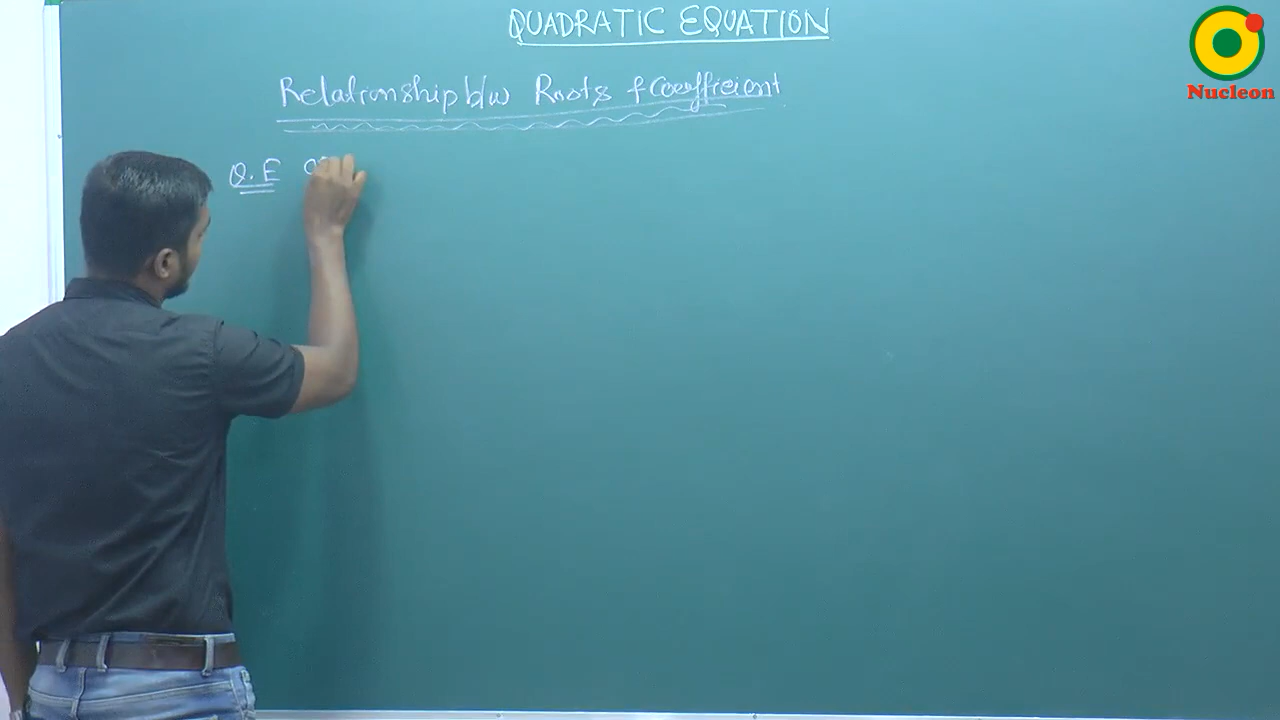 QUADRATIC EQUATION
Nucleon
Relationship b/w Roots & Coefficient
Q.E